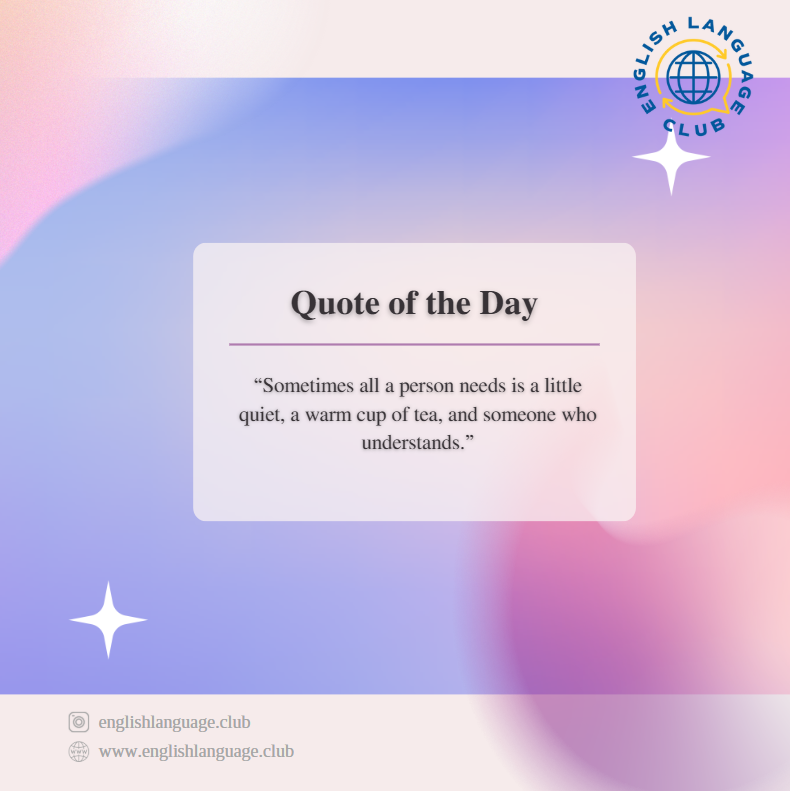 ENGLISH LANGUAGE
CLUB
Quote of the Day
“Sometimes all a person needs is a little
quiet, a warm cup of tea, and someone who
understands.”
englishlanguage.club
www
www.englishlanguage.club